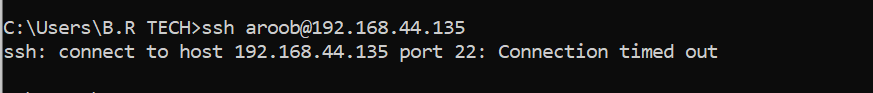 C:\Users\B.R TECH>ssh aroob@192.168.44.135
ssh: connect to host 192.168.44.135 port 22: Connection timed out